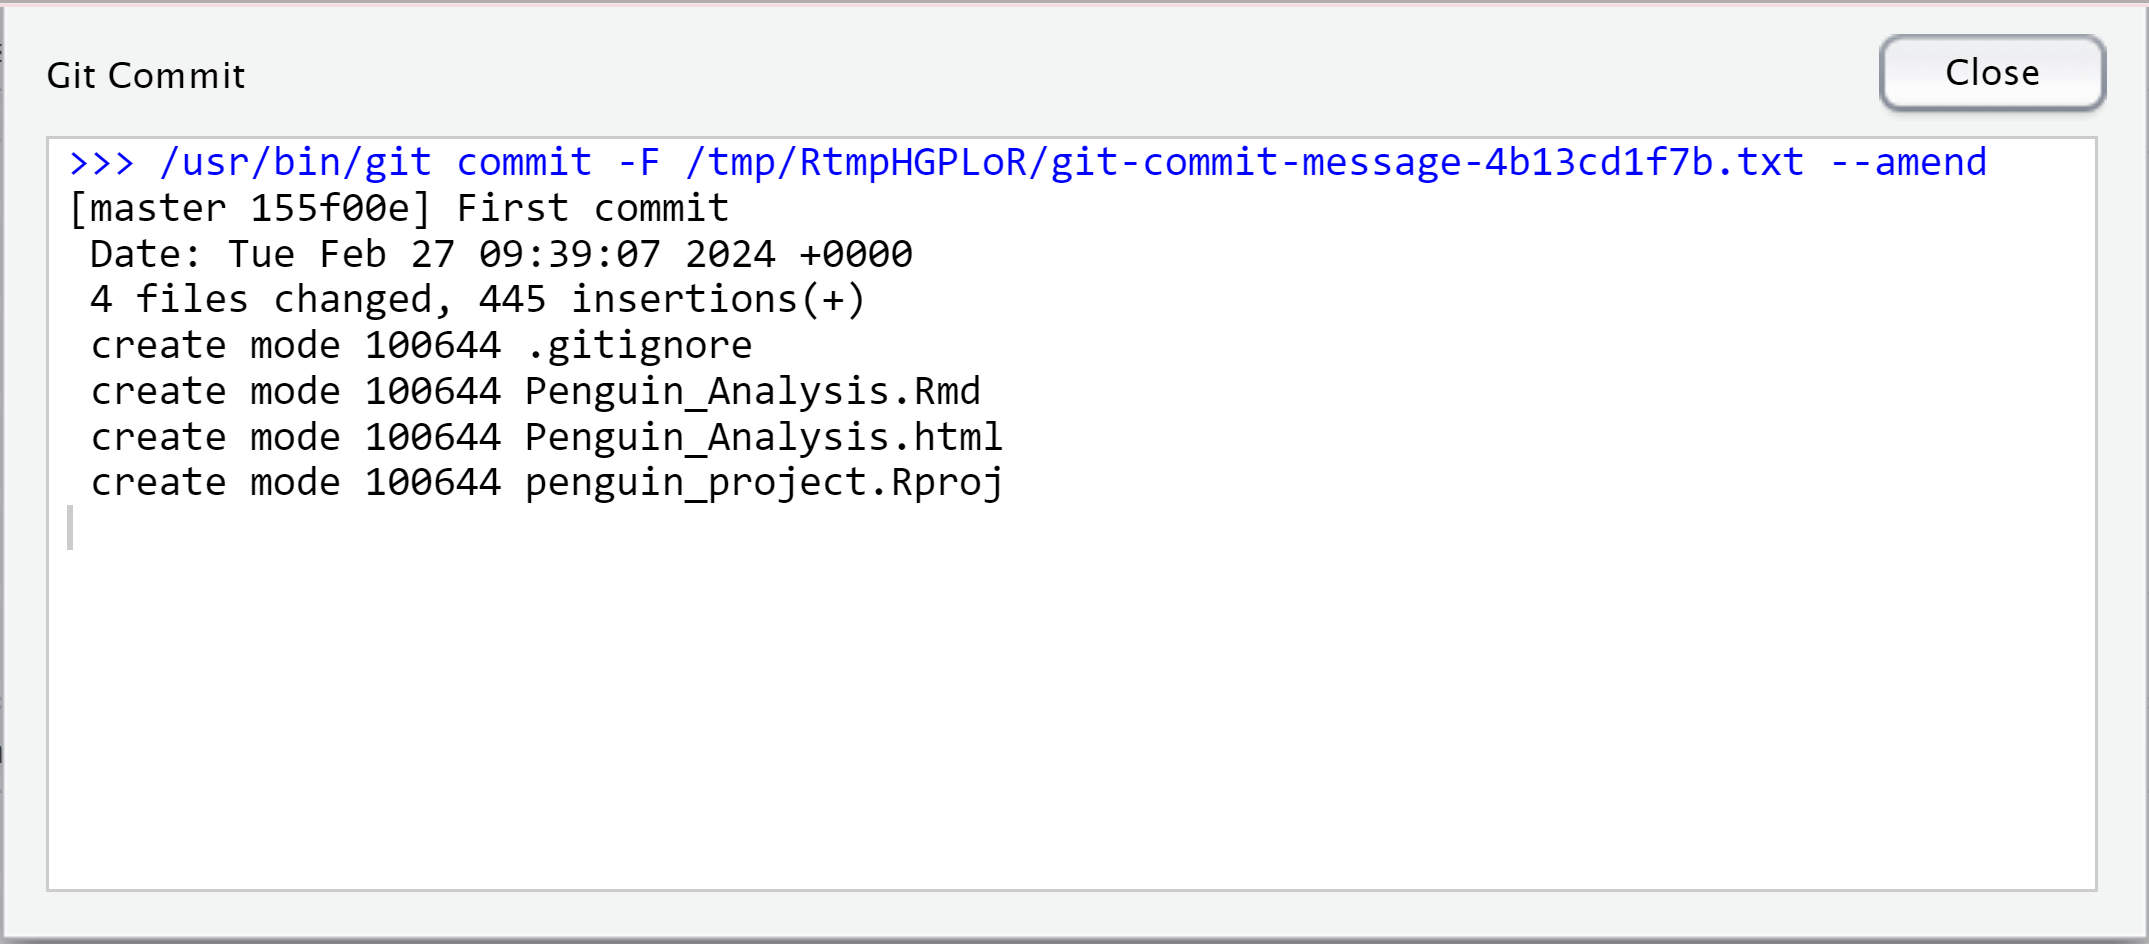 Git Commit
Close
>>> /usr/bin/git commit -F /tmp/RtmpHGPLoR/git-commit-message-4b13cd1f7b.txt --amend
[master 155f00e] First commit
 Date: Tue Feb 27 09:39:07 2024 +0000
 4 files changed, 445 insertions(+)
 create mode 100644 .gitignore
 create mode 100644 Penguin_Analysis.Rmd
 create mode 100644 Penguin_Analysis.html
 create mode 100644 penguin_project.Rproj